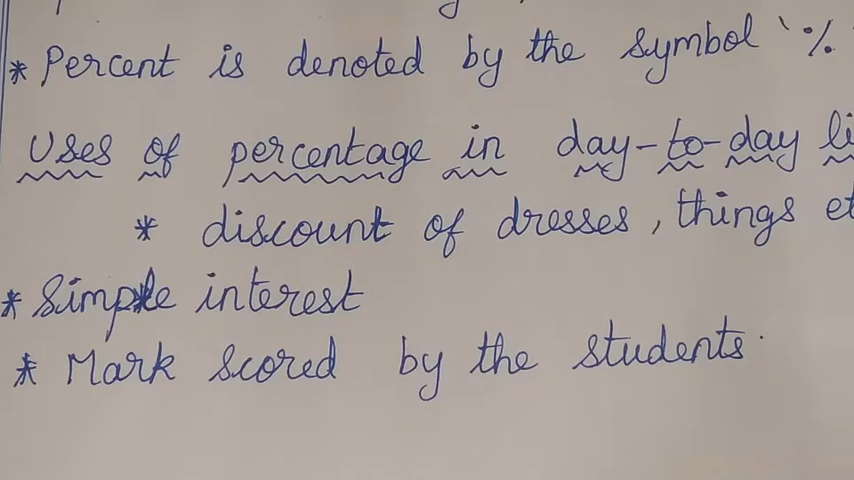 * Percent is denoted by the symbol '%
Uses of percentage in day-to-day li
* discount of dresses, things et
* Simple interest
* Mark scored by the students.